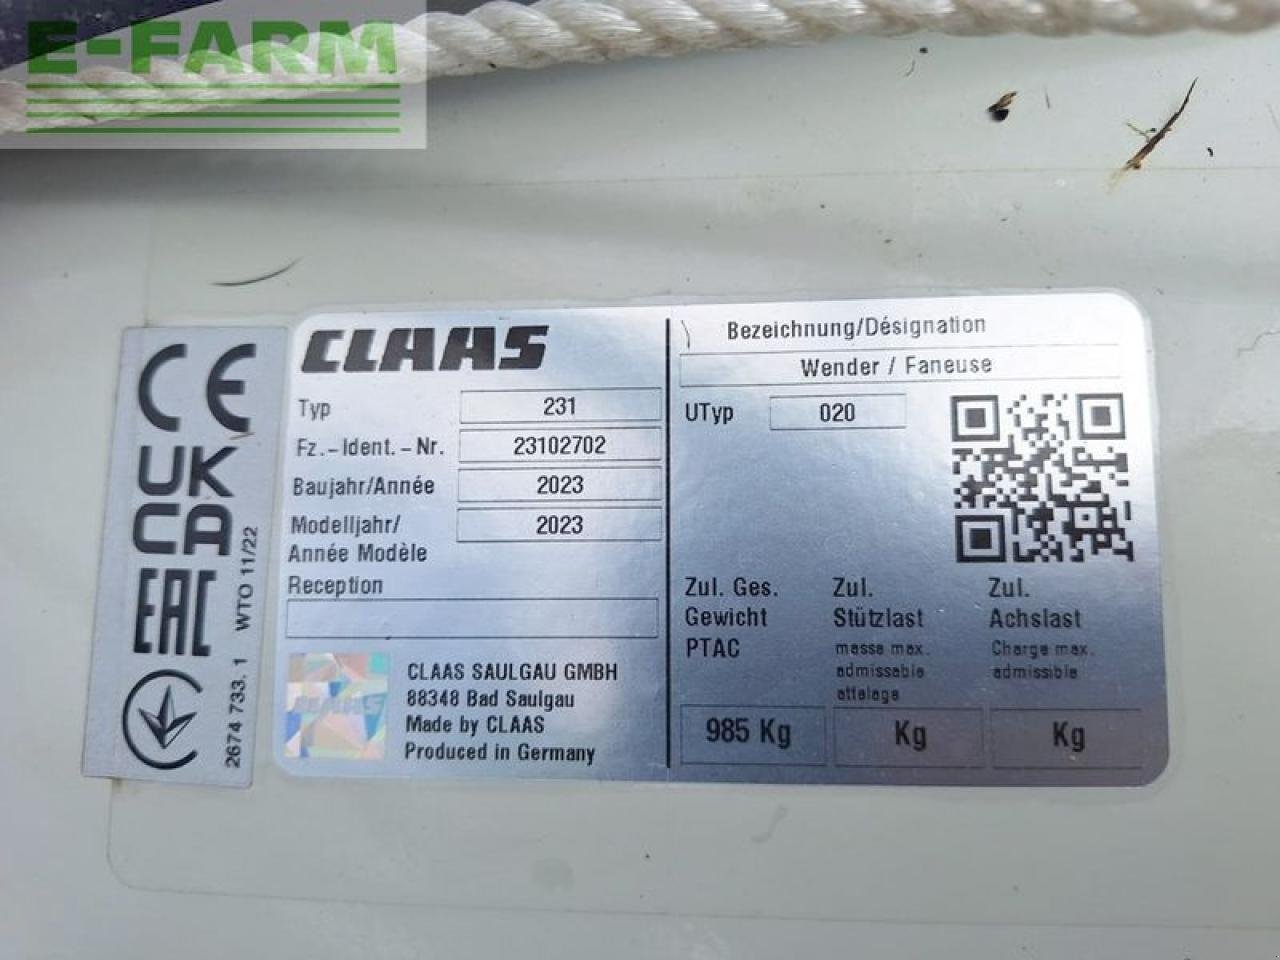 E-FARM
CLAAS
Typ 231
Fz.-Ident.-Nr. 23102702
Baujahr/Année 2023
Modelljahr/ 2023
Année Modèle
Reception
CLAAS
CLAAS SAULGAU GMBH
88348 Bad Saulgau
Made by CLAAS
Produced in Germany
Bezeichnung/Désignation
Wender / Faneuse
UTyp 020
Zul. Ges. Zul. Zul.
Gewicht Stützlast Achslast
PTAC masse max. Charge max.
admissable admissible
attelage
985 Kg Kg Kg
CE
UK
CA
EAC
2674 733. 1 WTO 11/22